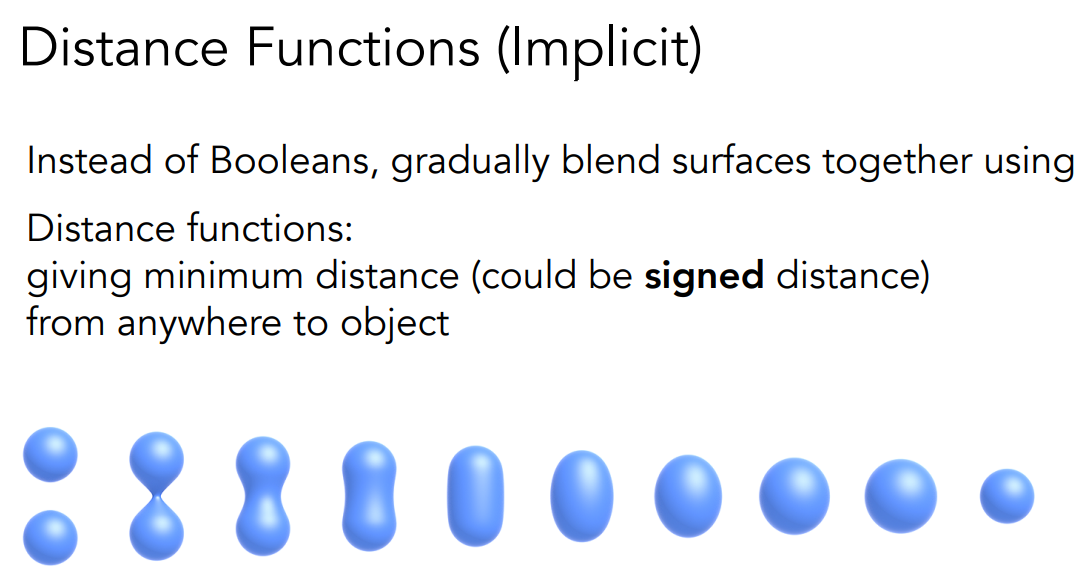 Distance Functions (Implicit)
Instead of Booleans, gradually blend surfaces together using
Distance functions:
giving minimum distance (could be signed distance)
from anywhere to object